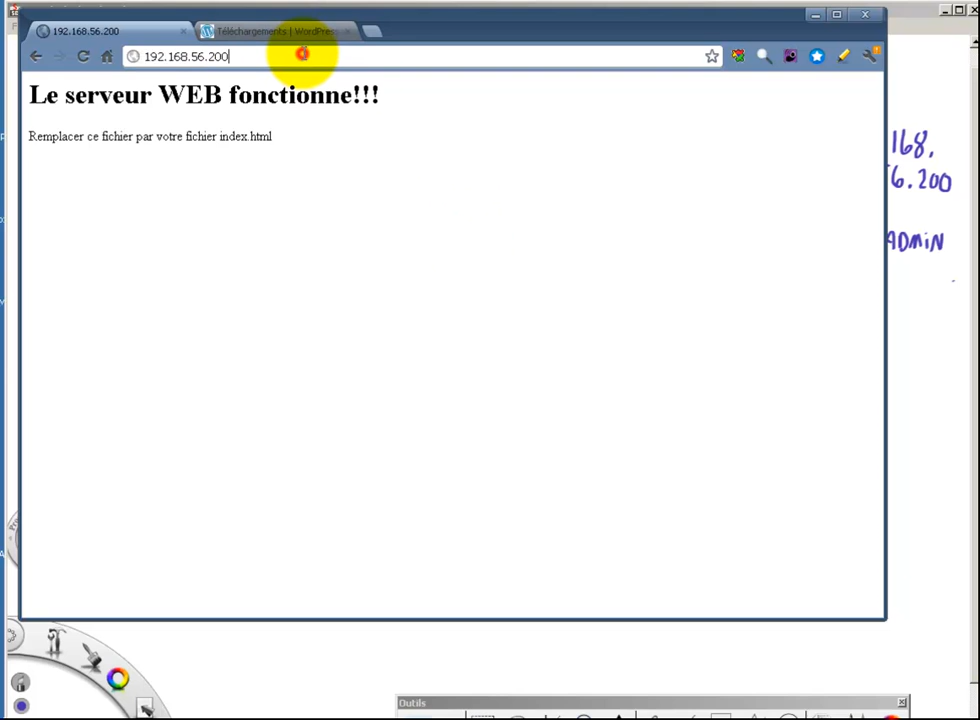 192.168.56.200
Téléchargements | WordPres
192.168.56.200
Le serveur WEB fonctionne!!!
Remplacer ce fichier par votre fichier index.html
168.
6.200
ADMIN
Outils